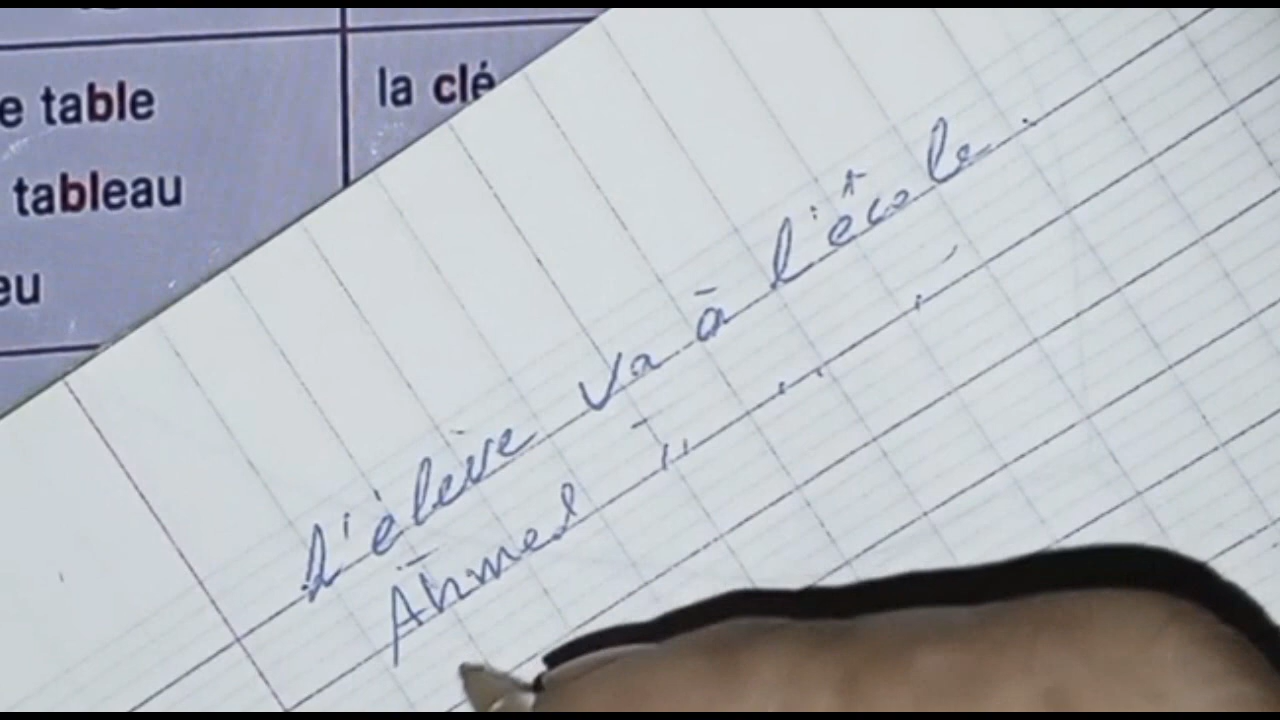 e table
la clé
tableau
eu
L'élève va à l'école.
Ahmed " " "